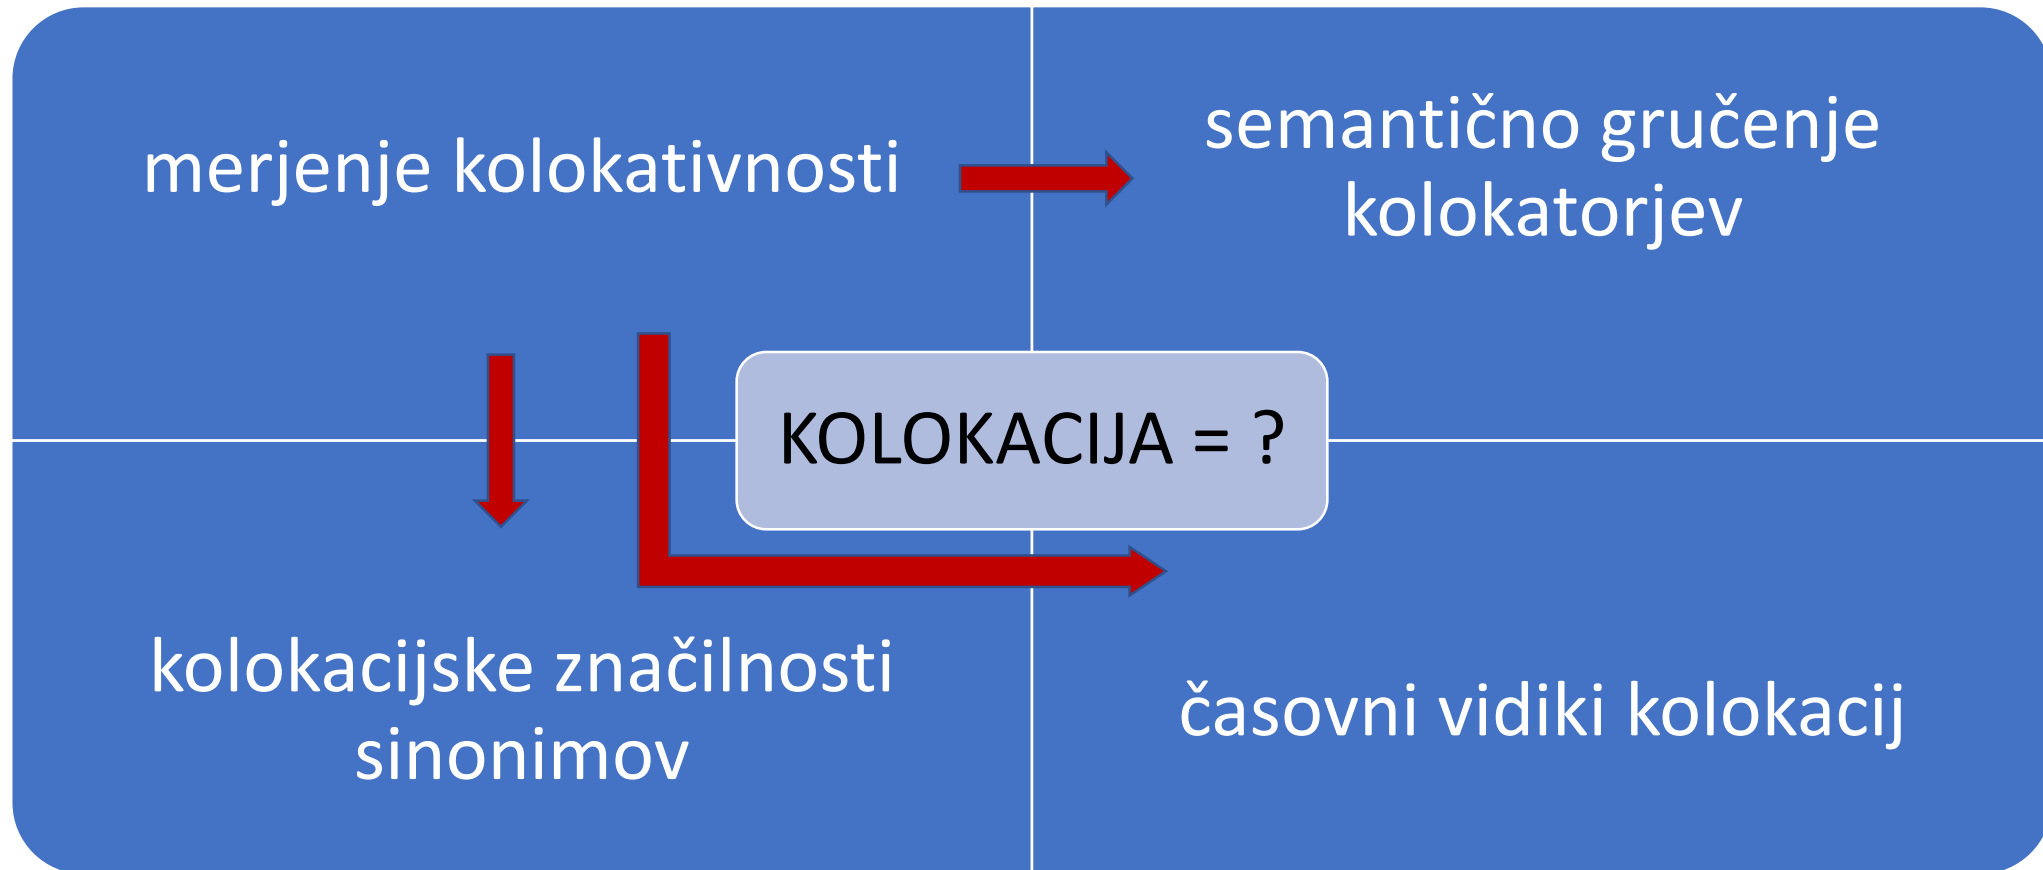 merjenje kolokativnosti
semantično gručenje
kolokatorjev
KOLOKACIJA = ?
kolokacijske značilnosti
sinonimov
časovni vidiki kolokacij